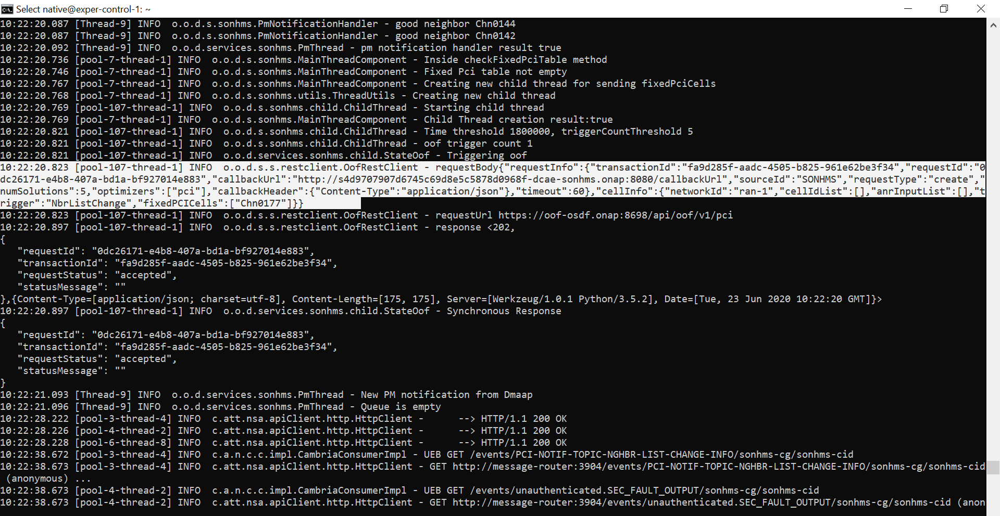 Select native@exper-control-1: ~
10:22:20.087 [Thread-9] INFO  o.o.d.s.sonhms.PmNotificationHandler - good neighbor Chn0144
10:22:20.087 [Thread-9] INFO  o.o.d.s.sonhms.PmNotificationHandler - good neighbor Chn0142
10:22:20.092 [Thread-9] INFO  o.o.d.services.sonhms.PmThread - pm notification handler result true
10:22:20.736 [pool-7-thread-1] INFO  o.o.d.s.sonhms.MainThreadComponent - Inside checkFixedPciTable method
10:22:20.746 [pool-7-thread-1] INFO  o.o.d.s.sonhms.MainThreadComponent - Fixed Pci table not empty
10:22:20.767 [pool-7-thread-1] INFO  o.o.d.s.sonhms.MainThreadComponent - Creating new child thread for sending fixedPciCells
10:22:20.768 [pool-7-thread-1] INFO  o.o.d.s.sonhms.utils.ThreadUtils - Creating new child thread
10:22:20.769 [pool-107-thread-1] INFO  o.o.d.s.sonhms.child.ChildThread - Starting child thread
10:22:20.769 [pool-7-thread-1] INFO  o.o.d.s.sonhms.MainThreadComponent - Child Thread creation result:true
10:22:20.821 [pool-107-thread-1] INFO  o.o.d.s.sonhms.child.ChildThread - Time threshold 1800000, triggerCountThreshold 5
10:22:20.821 [pool-107-thread-1] INFO  o.o.d.s.sonhms.child.ChildThread - oof trigger count 1
10:22:20.821 [pool-107-thread-1] INFO  o.o.d.services.sonhms.child.StateOof - Triggering oof
10:22:20.823 [pool-107-thread-1] INFO  o.o.d.s.s.restclient.OofRestClient - requestBody{"requestInfo":{"transactionId":"fa9d285f-aadc-4505-b825-961e62be3f34","requestId":"0
dc26171-e4b8-407a-bd1a-bf927014e883","callbackUrl":"http://s4d9707907d6745c69d8e5c5878d0968f-dcae-sonhms.onap:8080/callbackUrl","sourceId":"SONHMS","requestType":"create","
numSolutions":5,"optimizers":["pci"],"callbackHeader":{"Content-Type":"application/json"},"timeout":60},"cellInfo":{"networkId":"ran-1","cellIdList":[],"anrInputList":[],"t
rigger":"NbrListChange","fixedPCICells":["Chn0177"]}}
10:22:20.823 [pool-107-thread-1] INFO  o.o.d.s.s.restclient.OofRestClient - requestUrl https://oof-osdf.onap:8698/api/oof/v1/pci
10:22:20.897 [pool-107-thread-1] INFO  o.o.d.s.s.restclient.OofRestClient - response <202,
{
   "requestId": "0dc26171-e4b8-407a-bd1a-bf927014e883",
   "transactionId": "fa9d285f-aadc-4505-b825-961e62be3f34",
   "requestStatus": "accepted",
   "statusMessage": ""
},{Content-Type=[application/json; charset=utf-8], Content-Length=[175, 175], Server=[Werkzeug/1.0.1 Python/3.5.2], Date=[Tue, 23 Jun 2020 10:22:20 GMT]}>
10:22:20.897 [pool-107-thread-1] INFO  o.o.d.services.sonhms.child.StateOof - Synchronous Response
{
   "requestId": "0dc26171-e4b8-407a-bd1a-bf927014e883",
   "transactionId": "fa9d285f-aadc-4505-b825-961e62be3f34",
   "requestStatus": "accepted",
   "statusMessage": ""
}
10:22:21.093 [Thread-9] INFO  o.o.d.services.sonhms.PmThread - New PM notification from Dmaap
10:22:21.096 [Thread-9] INFO  o.o.d.services.sonhms.PmThread - Queue is empty
10:22:28.222 [pool-3-thread-4] INFO  c.att.nsa.apiClient.http.HttpClient -      --> HTTP/1.1 200 OK
10:22:28.226 [pool-4-thread-2] INFO  c.att.nsa.apiClient.http.HttpClient -      --> HTTP/1.1 200 OK
10:22:28.228 [pool-6-thread-8] INFO  c.att.nsa.apiClient.http.HttpClient -      --> HTTP/1.1 200 OK
10:22:38.672 [pool-3-thread-4] INFO  c.a.n.c.c.impl.CambriaConsumerImpl - UEB GET /events/PCI-NOTIF-TOPIC-NGHBR-LIST-CHANGE-INFO/sonhms-cg/sonhms-cid
10:22:38.673 [pool-3-thread-4] INFO  c.att.nsa.apiClient.http.HttpClient - GET http://message-router:3904/events/PCI-NOTIF-TOPIC-NGHBR-LIST-CHANGE-INFO/sonhms-cg/sonhms-cid
 (anonymous) ...
10:22:38.673 [pool-4-thread-2] INFO  c.a.n.c.c.impl.CambriaConsumerImpl - UEB GET /events/unauthenticated.SEC_FAULT_OUTPUT/sonhms-cg/sonhms-cid
10:22:38.673 [pool-4-thread-2] INFO  c.att.nsa.apiClient.http.HttpClient - GET http://message-router:3904/events/unauthenticated.SEC_FAULT_OUTPUT/sonhms-cg/sonhms-cid (anon